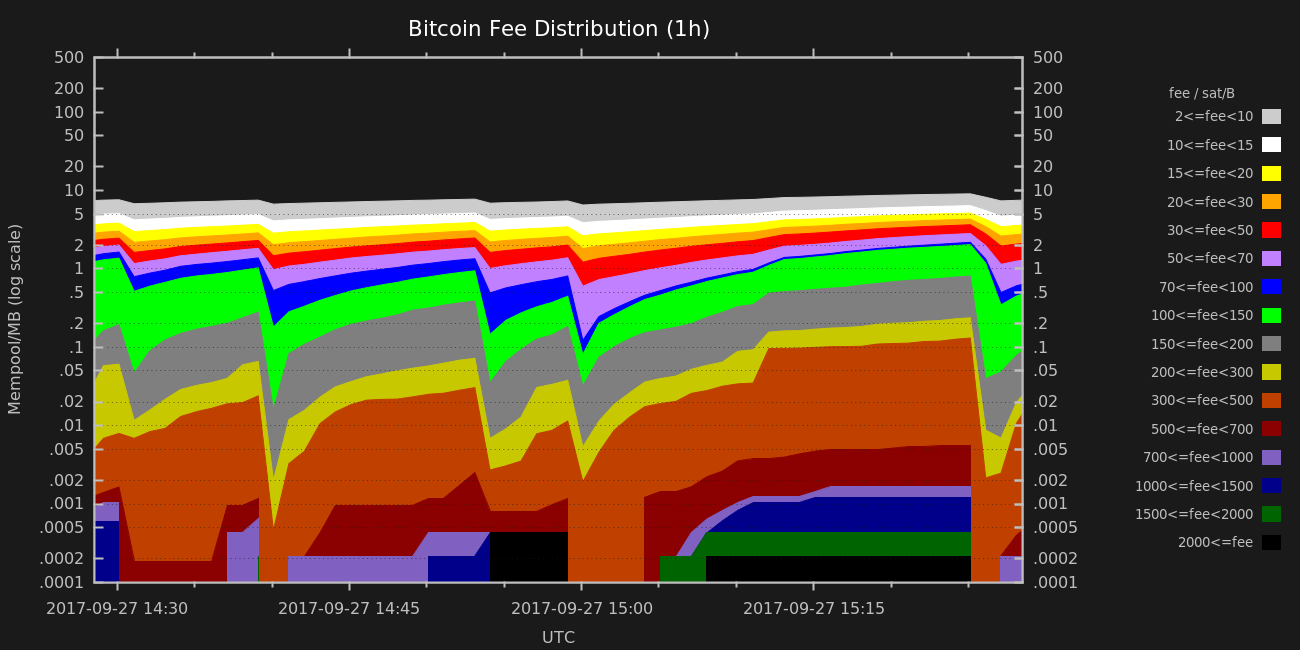 Bitcoin Fee Distribution (1h)
500
200
100
50
20
10
5
2
1
.5
.2
.1
.05
.02
.01
.005
.002
.001
.0005
.0002
.0001
Mempool/MB (log scale)
500
200
100
50
20
10
5
2
1
.5
.2
.1
.05
.02
.01
.005
.002
.001
.0005
.0002
.0001
2017-09-27 14:30 2017-09-27 14:45 2017-09-27 15:00 2017-09-27 15:15
UTC
fee / sat/B
2<=fee<10
10<=fee<15
15<=fee<20
20<=fee<30
30<=fee<50
50<=fee<70
70<=fee<100
100<=fee<150
150<=fee<200
200<=fee<300
300<=fee<500
500<=fee<700
700<=fee<1000
1000<=fee<1500
1500<=fee<2000
2000<=fee